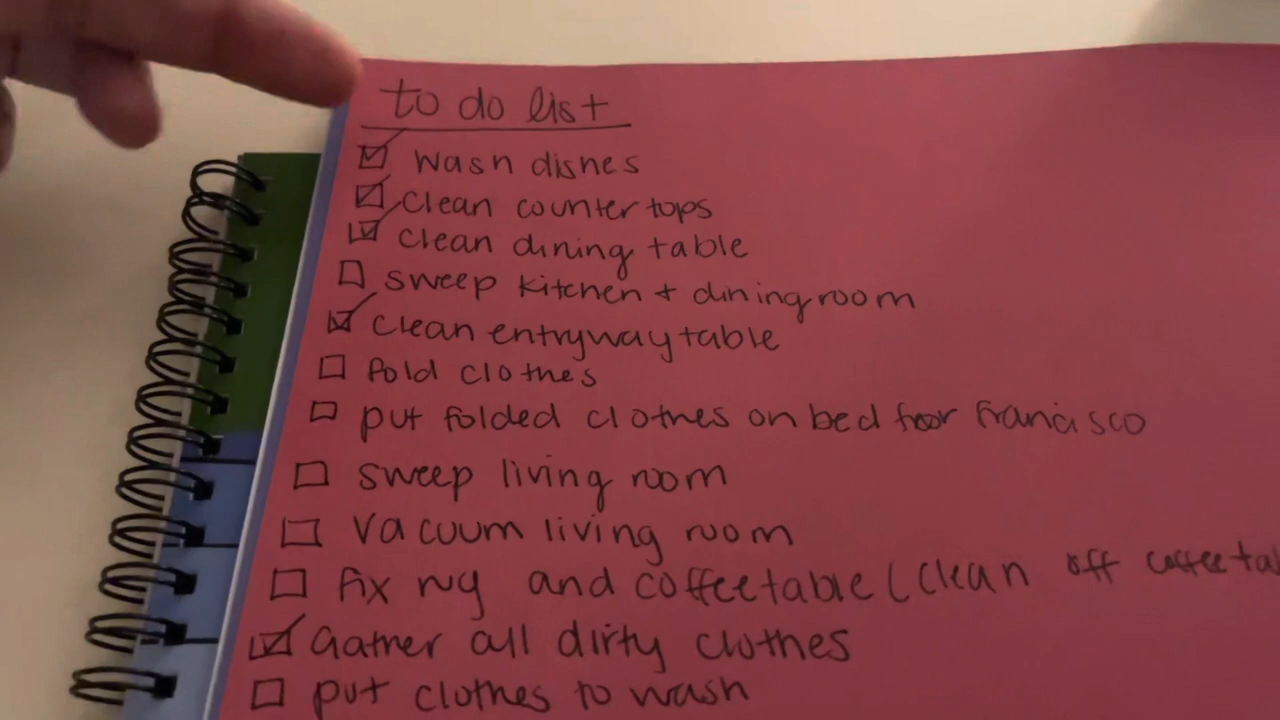 to do list
wash dishes
clean counter tops
clean dining table
sweep kitchen + dining room
clean entryway table
fold clothes
put folded clothes on bed for Francisco
sweep living room
vacuum living room
fix rug and coffee table (clean off coffee tal
Gather all dirty clothes
put clothes to wash